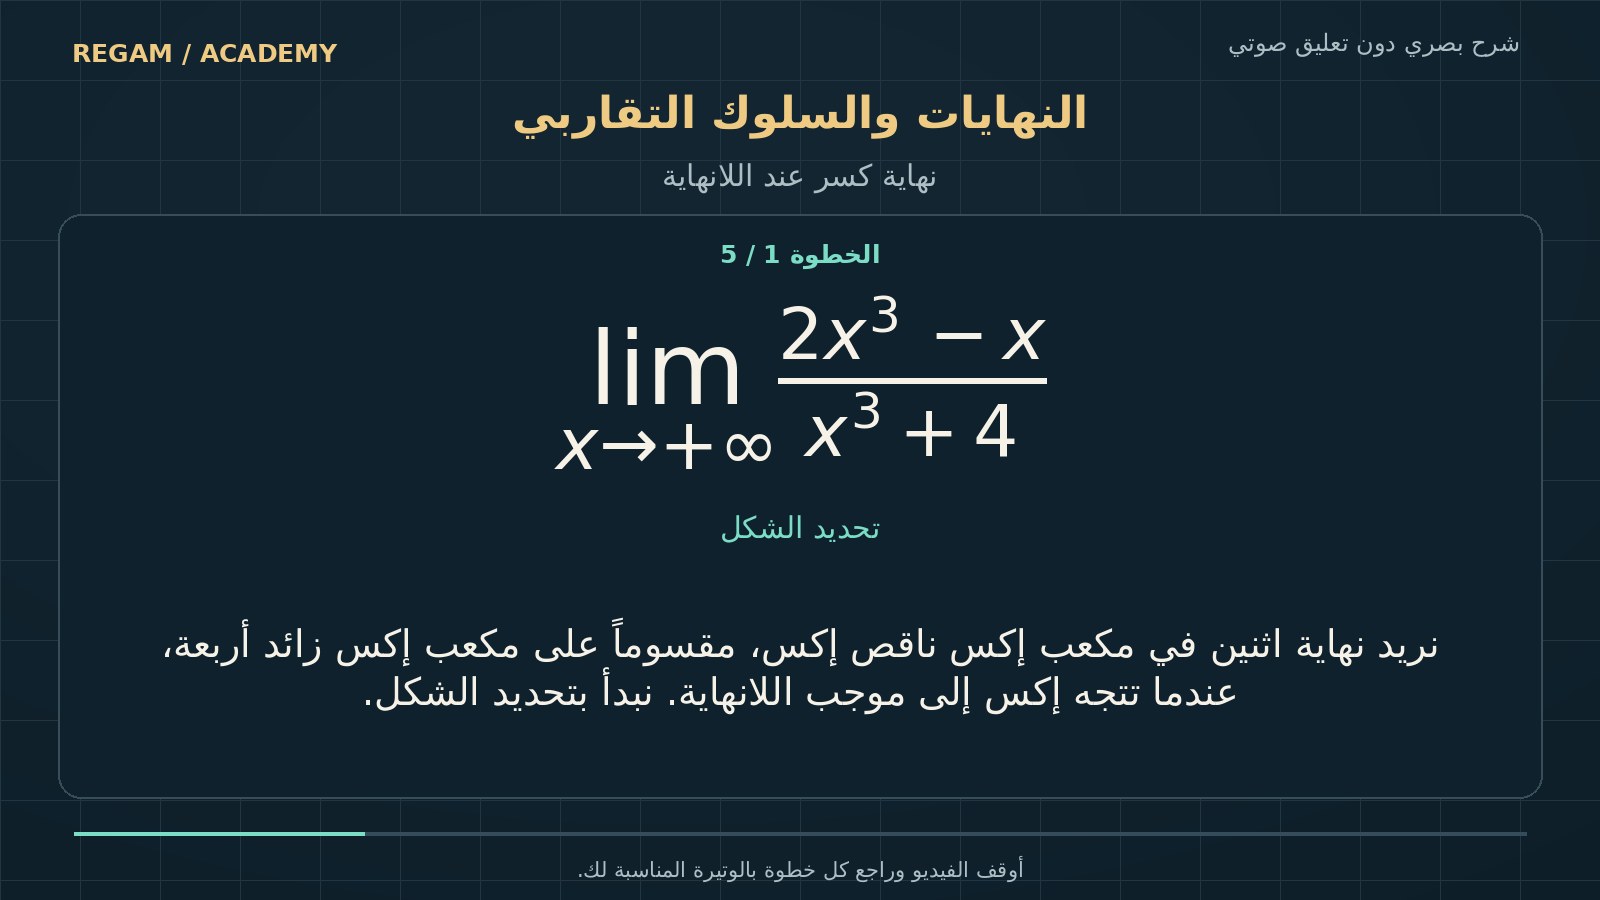 REGAM / ACADEMY
شرح بصري دون تعليق صوتي
النهايات والسلوك التقاربي
نهاية كسر عند اللانهاية
الخطوة 1 / 5
lim x→+∞ (2x³ − x)/(x³ + 4)
تحديد الشكل
نريد نهاية اثنين في مكعب إكس ناقص إكس، مقسوماً على مكعب إكس زائد أربعة،
عندما تتجه إكس إلى موجب اللانهاية. نبدأ بتحديد الشكل.
أوقف الفيديو وراجع كل خطوة بالوتيرة المناسبة لك.